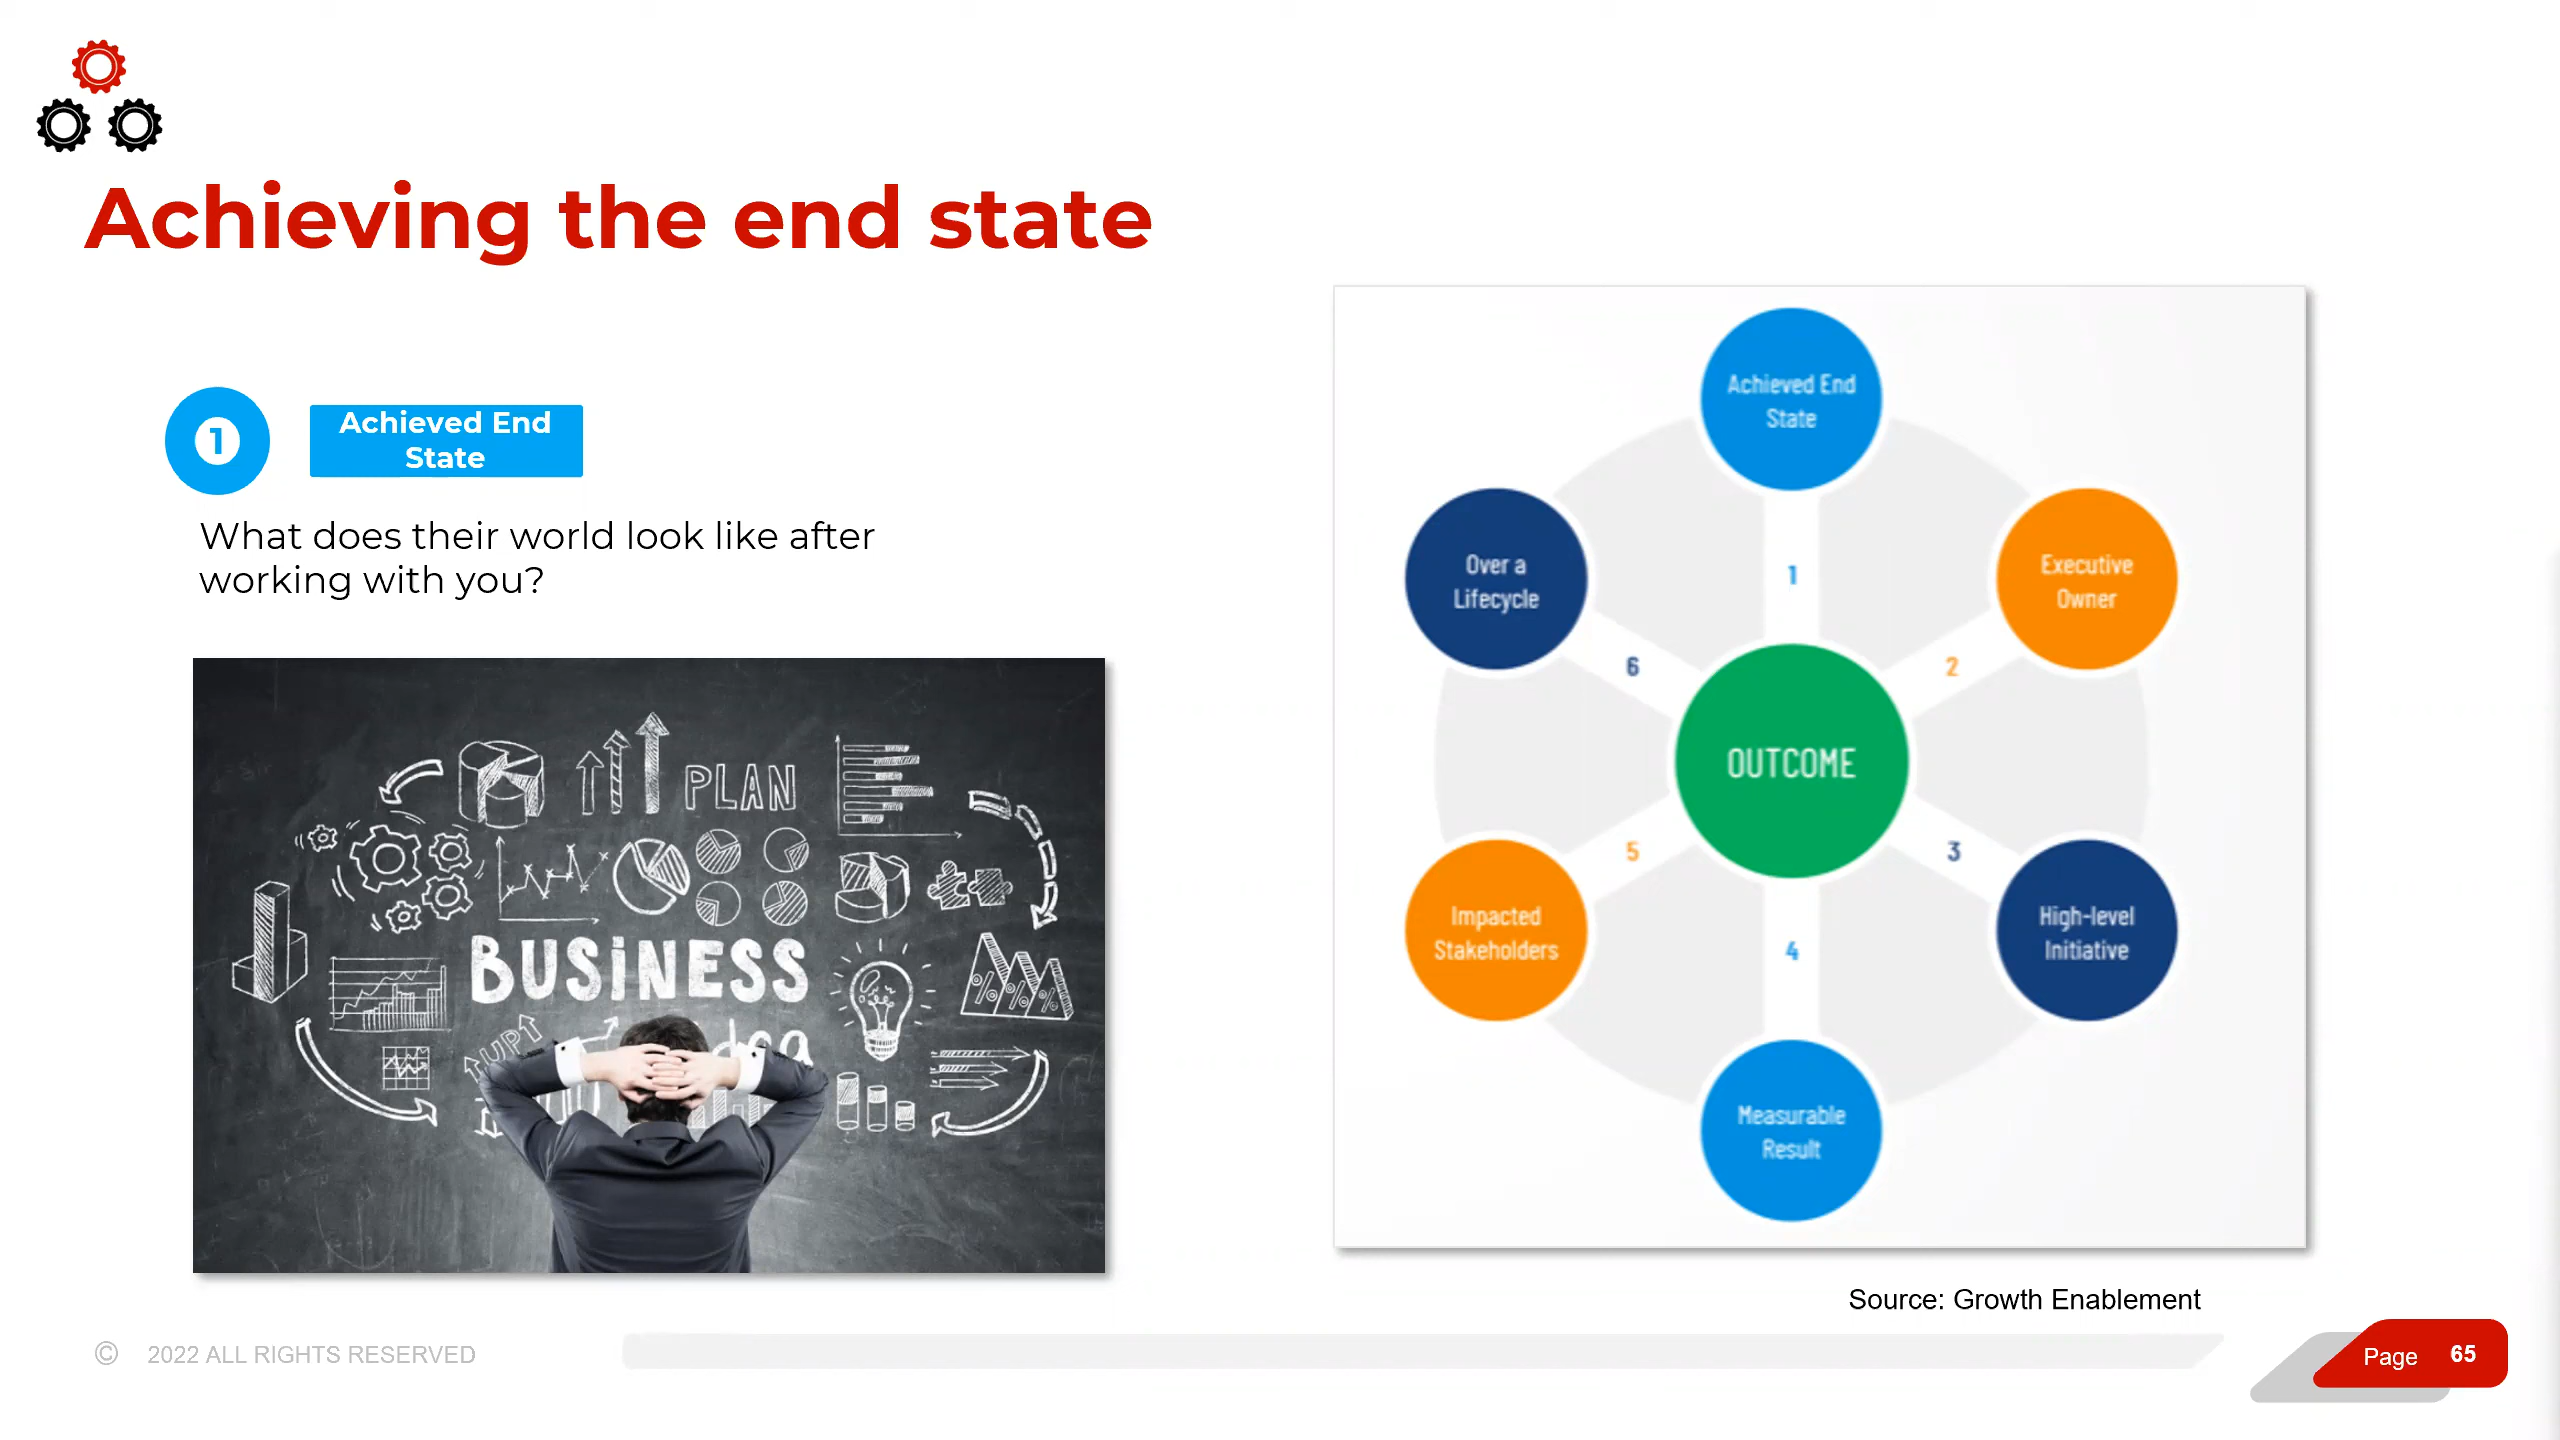 Achieving the end state
1
Achieved End
State
What does their world look like after
working with you?
PLAN
BUSINESS
UP
Achieved End
State
Over a
Lifecycle
1
Executive
Owner
6
2
OUTCOME
5
3
Impacted
Stakeholders
High-level
Initiative
4
Measurable
Result
Source: Growth Enablement
© 2022 ALL RIGHTS RESERVED
Page 65